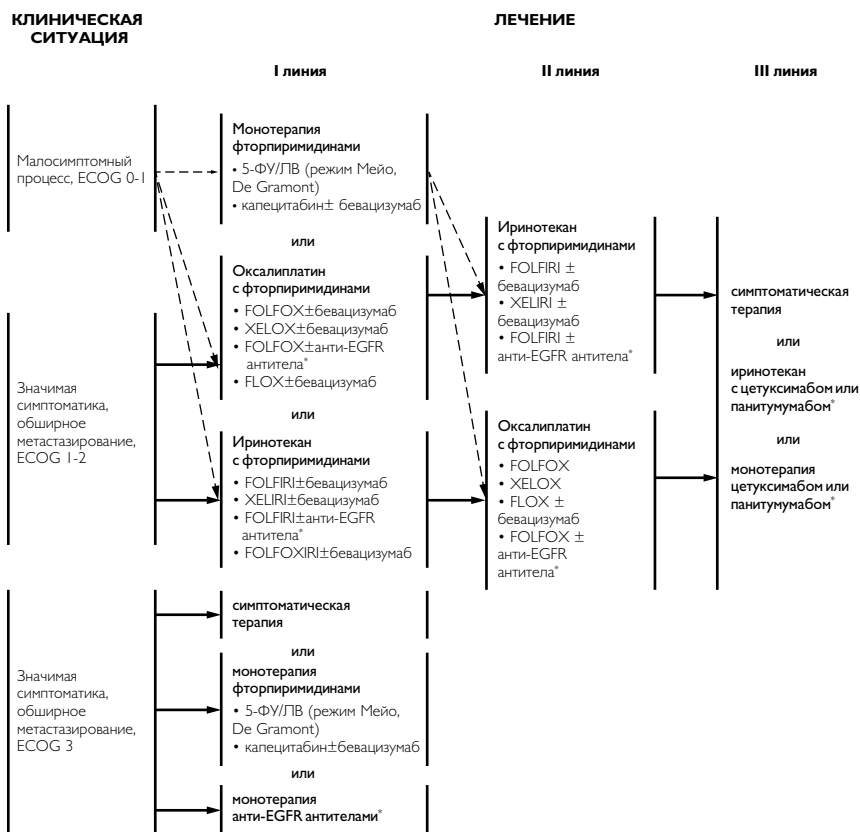 КЛИНИЧЕСКАЯ
СИТУАЦИЯ
ЛЕЧЕНИЕ
I линия
II линия
III линия
Малосимптомный
процесс, ECOG 0-1
Монотерапия
фторпиримидинами
• 5-ФУ/ЛВ (режим Мейо,
De Gramont)
• капецитабин± бевацизумаб
или
Оксалиплатин
с фторпиримидинами
• FOLFOX±бевацизумаб
• XELOX±бевацизумаб
• FOLFOX±анти-EGFR
антитела*
• FLOX±бевацизумаб
или
Значимая
симптоматика,
обширное
метастазирование,
ECOG 1-2
Иринотекан
с фторпиримидинами
• FOLFIRI±бевацизумаб
• XELIRI±бевацизумаб
• FOLFIRI±анти-EGFR
антитела*
• FOLFOXIRI±бевацизумаб
Иринотекан
с фторпиримидинами
• FOLFIRI ±
бевацизумаб
• XELIRI ±
бевацизумаб
• FOLFIRI ±
анти-EGFR антитела*
Оксалиплатин
с фторпиримидинами
• FOLFOX
• XELOX
• FLOX ±
бевацизумаб
• FOLFOX ±
анти-EGFR
антитела*
симптоматическая
терапия
или
иринотекан
с цетуксимабом или
панитумумабом*
или
монотерапия
цетуксимабом или
панитумумабом*
Значимая
симптоматика,
обширное
метастазирование,
ECOG 3
симптоматическая
терапия
или
монотерапия
фторпиримидинами
• 5-ФУ/ЛВ (режим Мейо,
De Gramont)
• капецитабин±бевацизумаб
или
монотерапия
анти-EGFR антителами*